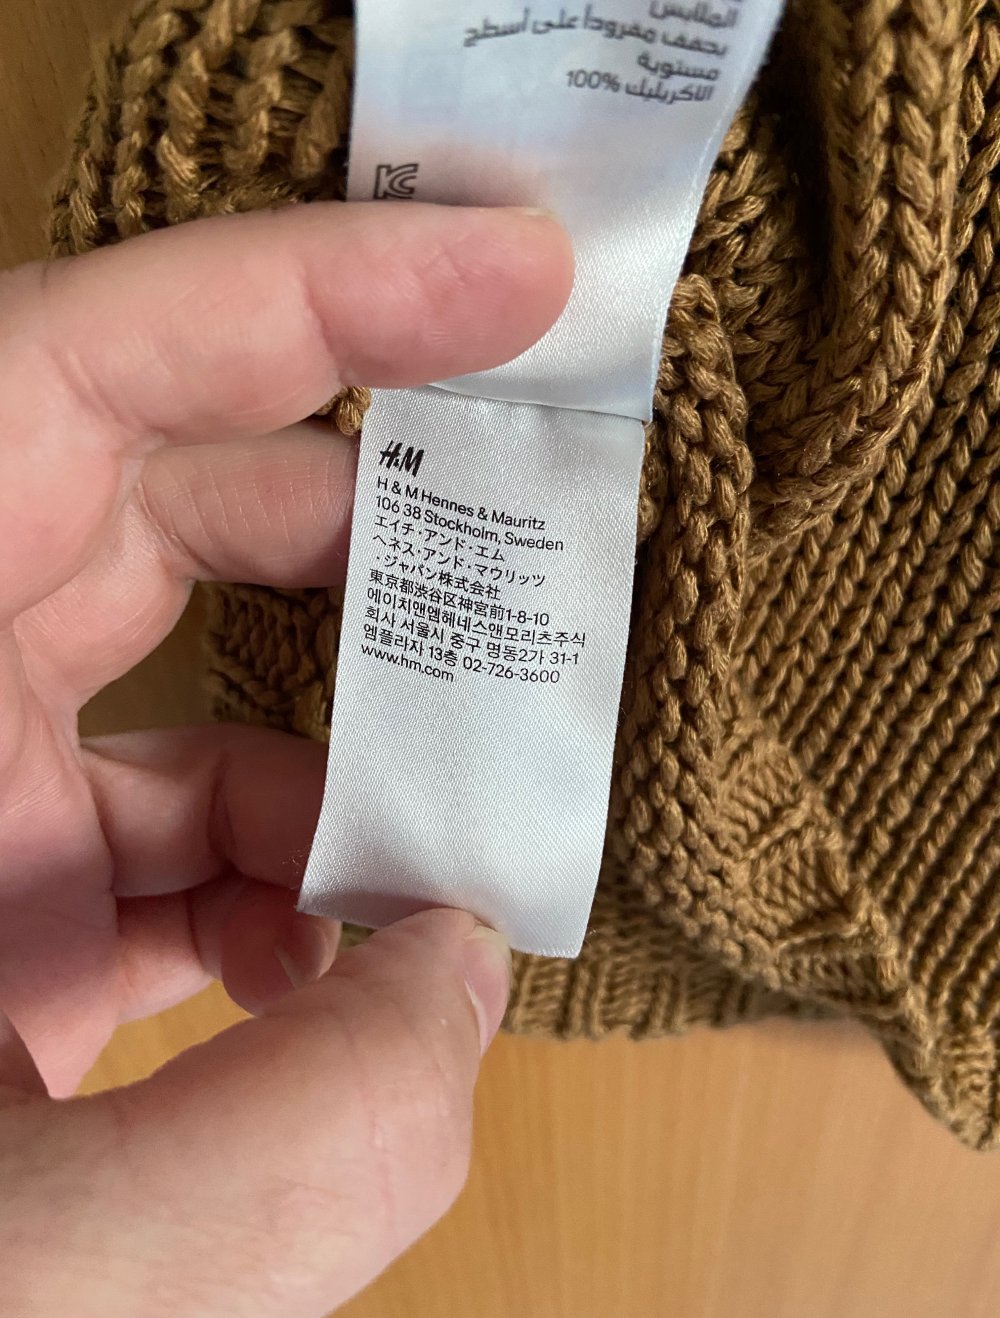 الملابس
يجفف مفروداً على أسطح
مستوية
الأكريليك %100
KC
H&M
H & M Hennes & Mauritz
106 38 Stockholm, Sweden
エイチ・アンド・エム
ヘネス・アンド・マウリッツ
・ジャパン株式会社
東京都渋谷区神宮前1-8-10
에이치앤엠헤네스앤모리츠주식
회사 서울시 중구 명동2가 31-1
엠플라자 13층 02-726-3600
www.hm.com